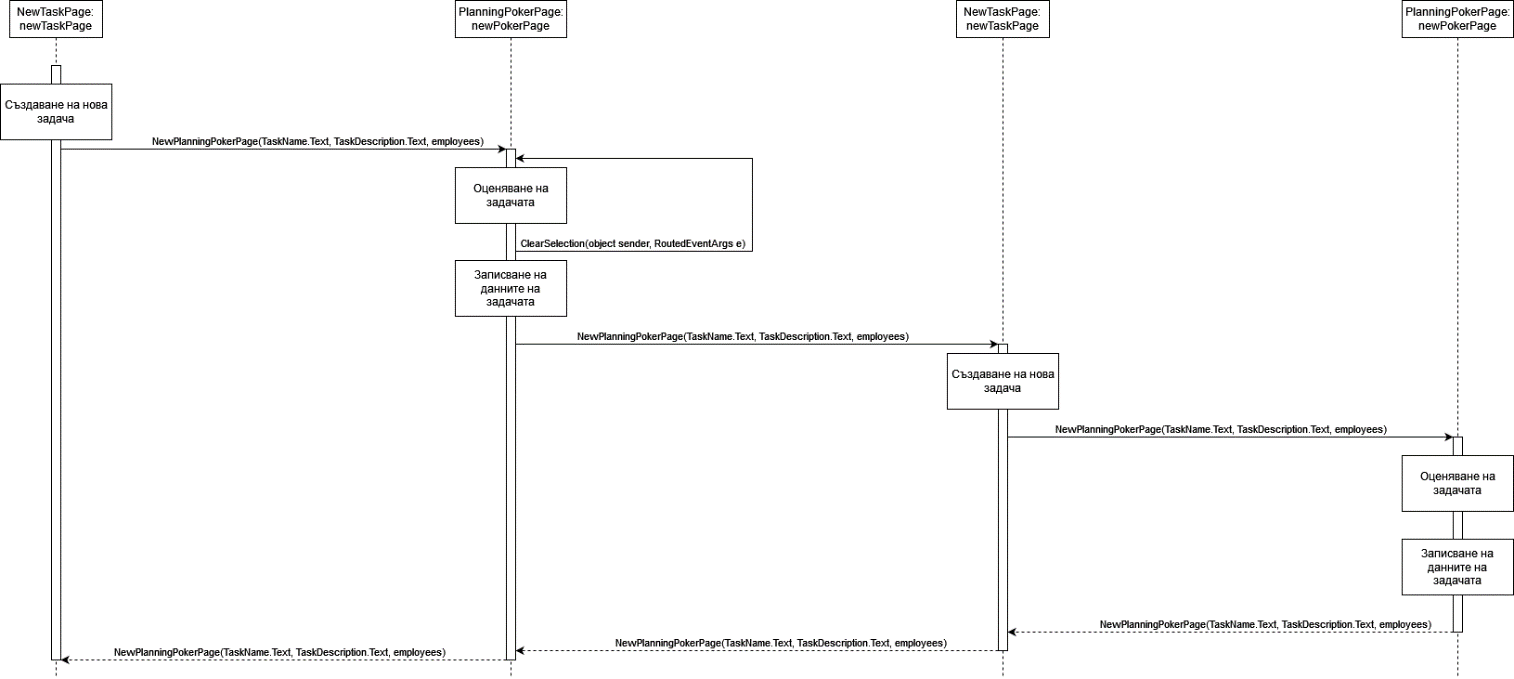 NewTaskPage:
newTaskPage
PlanningPokerPage:
newPokerPage
NewTaskPage:
newTaskPage
PlanningPokerPage:
newPokerPage
Създаване на нова
задача
NewPlanningPokerPage(TaskName.Text, TaskDescription.Text, employees)
Оценяване на
задачата
ClearSelection(object sender, RoutedEventArgs e)
Записване на
данните на
задачата
NewPlanningPokerPage(TaskName.Text, TaskDescription.Text, employees)
Създаване на нова
задача
NewPlanningPokerPage(TaskName.Text, TaskDescription.Text, employees)
Оценяване на
задачата
Записване на
данните на
задачата
NewPlanningPokerPage(TaskName.Text, TaskDescription.Text, employees)
NewPlanningPokerPage(TaskName.Text, TaskDescription.Text, employees)
NewPlanningPokerPage(TaskName.Text, TaskDescription.Text, employees)